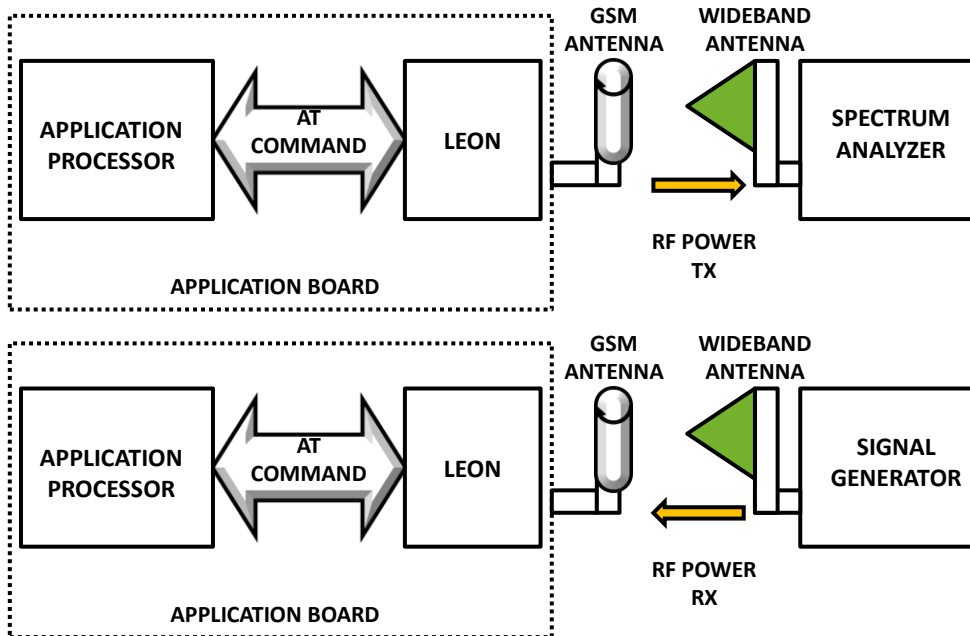 GSM
ANTENNA
WIDEBAND
ANTENNA
APPLICATION
PROCESSOR
AT
COMMAND
LEON
SPECTRUM
ANALYZER
RF POWER
TX
APPLICATION BOARD
GSM
ANTENNA
WIDEBAND
ANTENNA
APPLICATION
PROCESSOR
AT
COMMAND
LEON
SIGNAL
GENERATOR
RF POWER
RX
APPLICATION BOARD